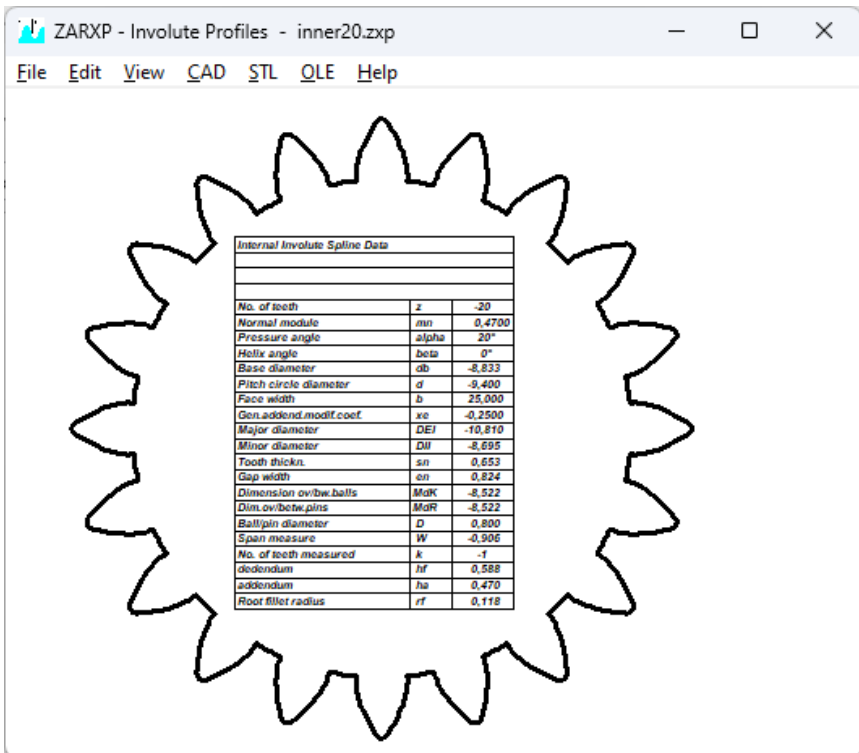 ZARXP - Involute Profiles - inner20.zxp
File Edit View CAD STL OLE Help
Internal Involute Spline Data
No. of teeth z -20
Normal module mn 0,4700
Pressure angle alpha 20°
Helix angle beta 0°
Base diameter db -8,833
Pitch circle diameter d -9,400
Face width b 25,000
Gen.addend.modif.coef. xe -0,2500
Major diameter DEI -10,810
Minor diameter DII -8,695
Tooth thickn. sn 0,653
Gap width en 0,824
Dimension ov/bw.balls MdK -8,522
Dim.ov/betw.pins MdR -8,522
Ball/pin diameter D 0,800
Span measure W -0,906
No. of teeth measured k -1
dedendum hf 0,588
addendum ha 0,470
Root fillet radius rf 0,118